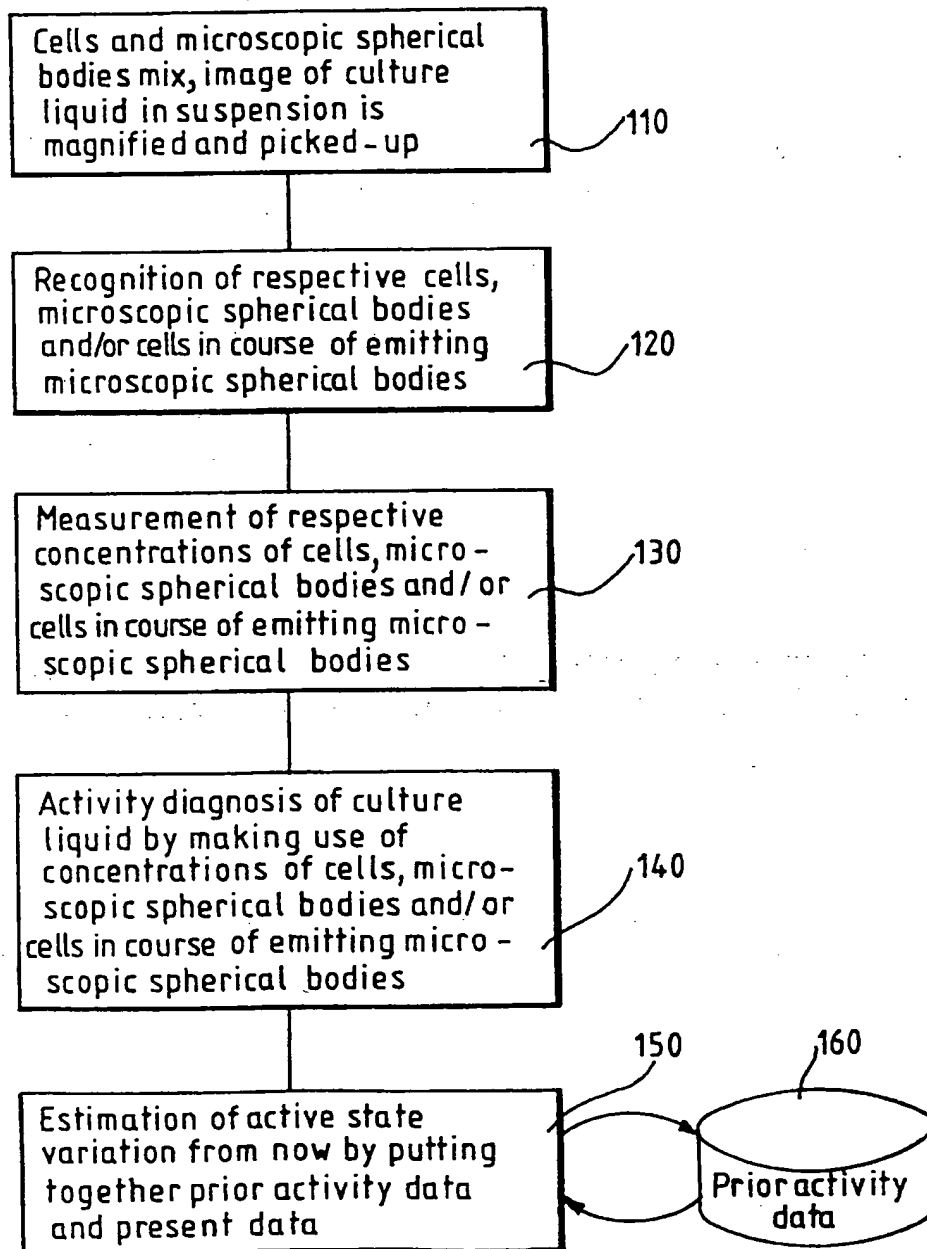 Cells and microscopic spherical
bodies mix, image of culture
liquid in suspension is
magnified and picked-up
110
Recognition of respective cells,
microscopic spherical bodies
and/or cells in course of emitting
microscopic spherical bodies
120
Measurement of respective
concentrations of cells, micro-
scopic spherical bodies and/or
cells in course of emitting micro-
scopic spherical bodies
130
Activity diagnosis of culture
liquid by making use of
concentrations of cells, micro-
scopic spherical bodies and/or
cells in course of emitting micro-
scopic spherical bodies
140
Estimation of active state
variation from now by putting
together prior activity data
and present data
150
160
Prior activity
data